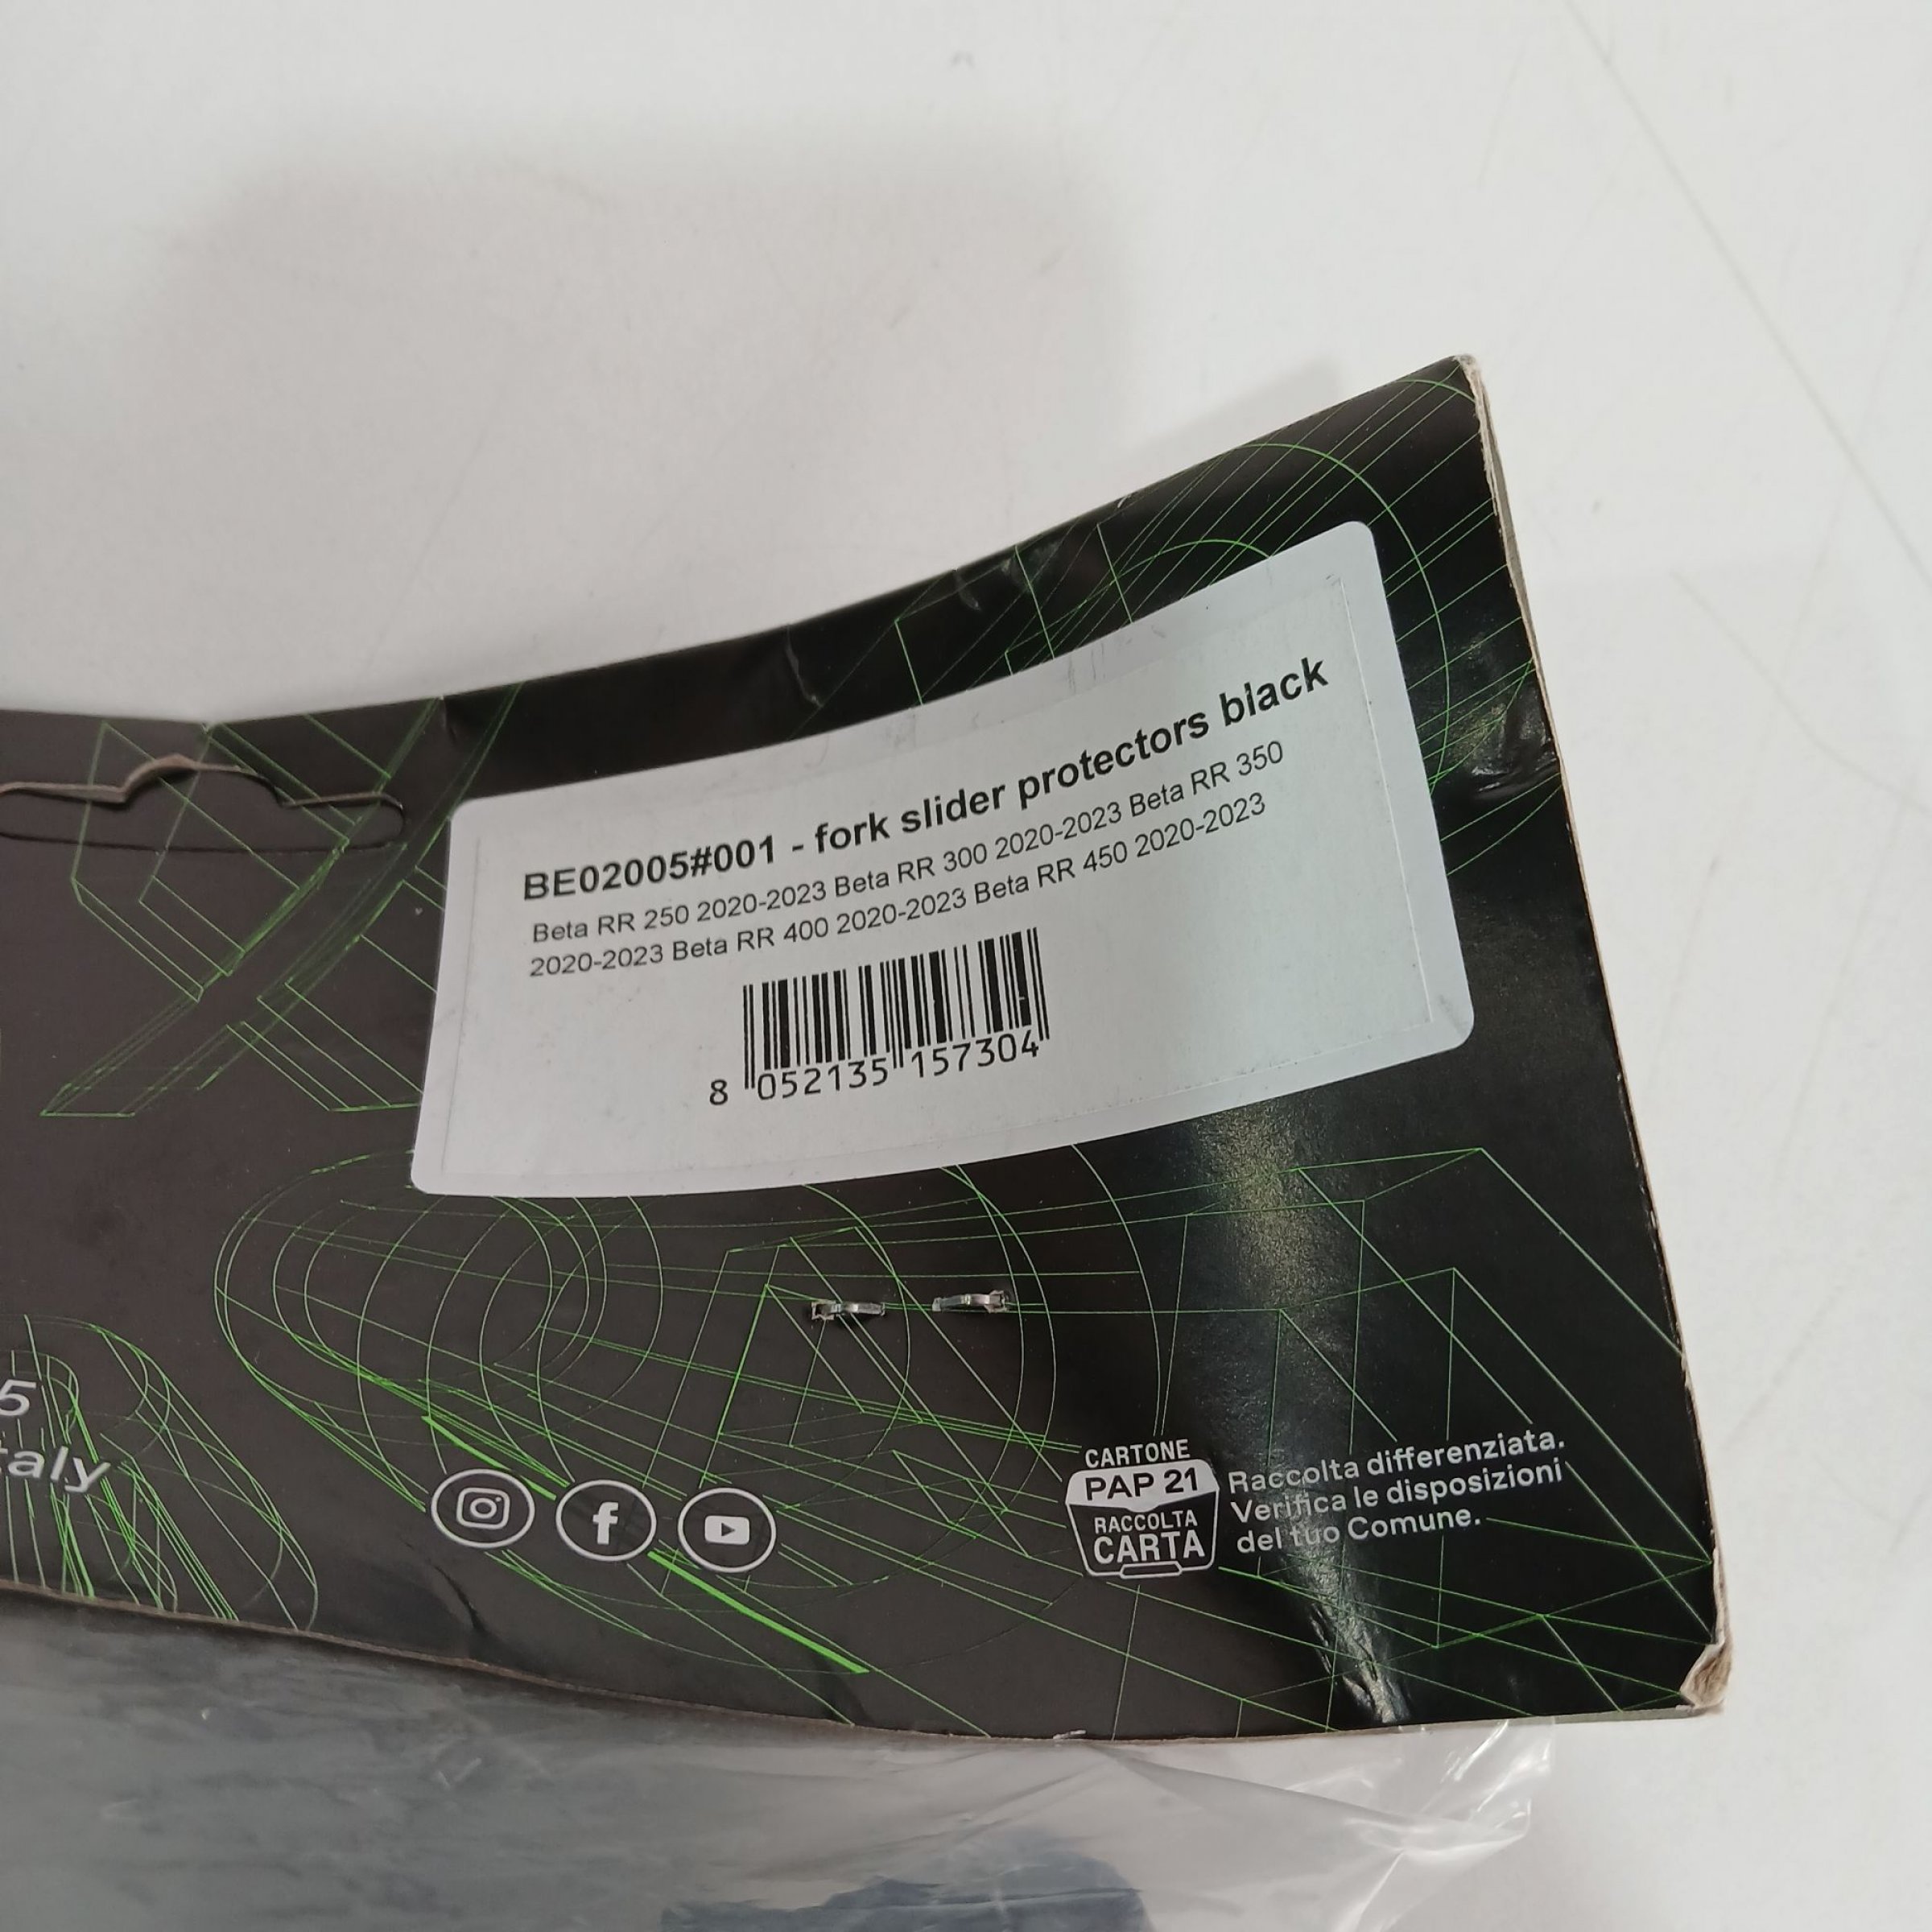 BE02005#001 - fork slider protectors black
Beta RR 250 2020-2023 Beta RR 300 2020-2023 Beta RR 350
2020-2023 Beta RR 400 2020-2023 Beta RR 450 2020-2023
8 052135 157304
5
taly
CARTONE
PAP 21
RACCOLTA
CARTA
Raccolta differenziata.
Verifica le disposizioni
del tuo Comune.